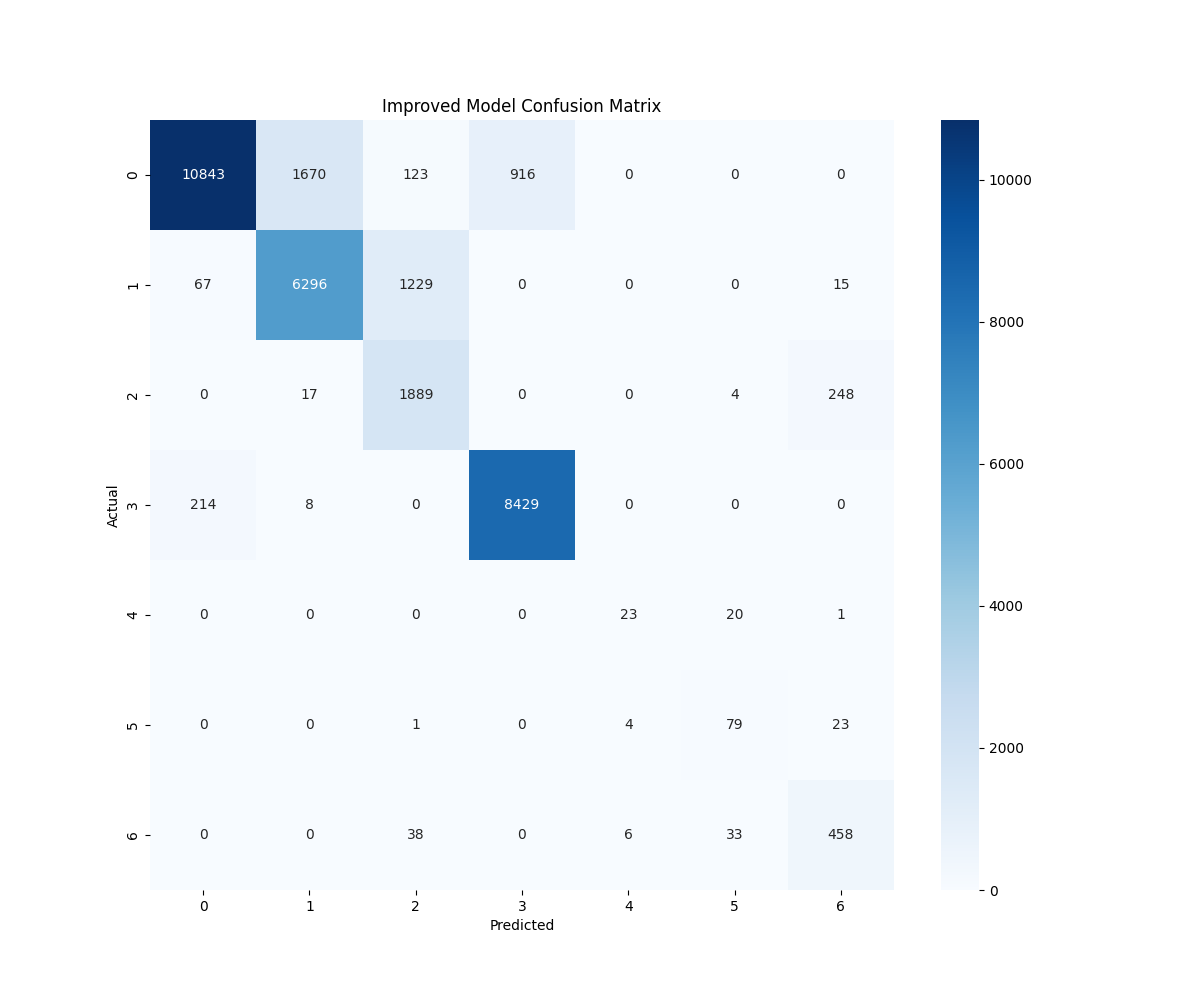 Improved Model Confusion Matrix
0 10843 1670 123 916 0 0 0
1 67 6296 1229 0 0 0 15
2 0 17 1889 0 0 4 248
3 214 8 0 8429 0 0 0
4 0 0 0 0 23 20 1
5 0 0 1 0 4 79 23
6 0 0 38 0 6 33 458
0 1 2 3 4 5 6
Predicted
Actual
10000
8000
6000
4000
2000
0